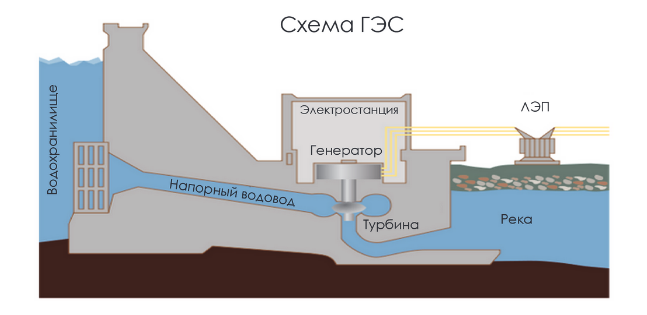 Схема ГЭС
Водохранилище
Электростанция
ЛЭП
Генератор
Напорный водовод
Турбина
Река